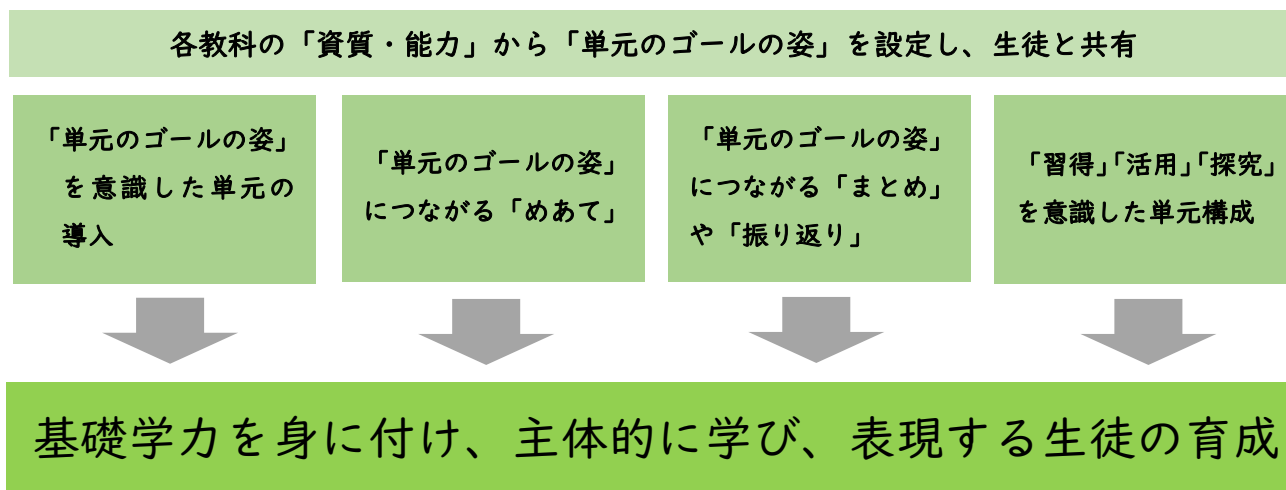 各教科の「資質・能力」から「単元のゴールの姿」を設定し、生徒と共有
「単元のゴールの姿」
を意識した単元の
導入
「単元のゴールの姿」
につながる「めあて」
「単元のゴールの姿」
につながる「まとめ」
や「振り返り」
「習得」「活用」「探究」
を意識した単元構成
基礎学力を身に付け、主体的に学び、表現する生徒の育成